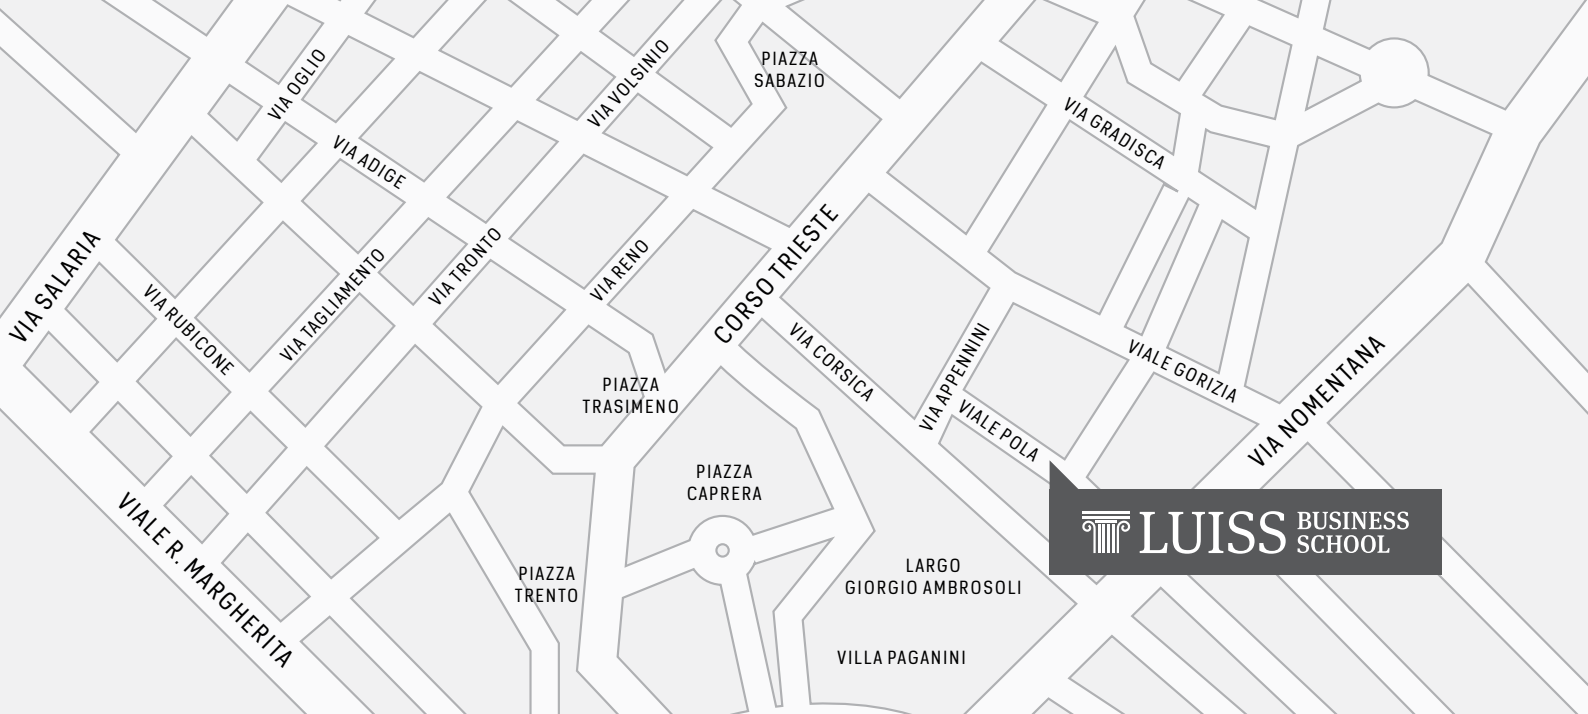 PIAZZA
SABAZIO
VIA OGLIO
VIA VOLSINIO
VIA ADIGE
VIA GRADISCA
VIA SALARIA
VIA RUBICONE
VIA TAGLIAMENTO
VIA TRONTO
VIA RENO
CORSO TRIESTE
VIA CORSICA
VIA APPENNINI
VIALE GORIZIA
VIA NOMENTANA
PIAZZA
TRASIMENO
VIALE POLA
PIAZZA
CAPRERA
VIALE R. MARGHERITA
LUISS
BUSINESS
SCHOOL
PIAZZA
TRENTO
LARGO
GIORGIO AMBROSOLI
VILLA PAGANINI